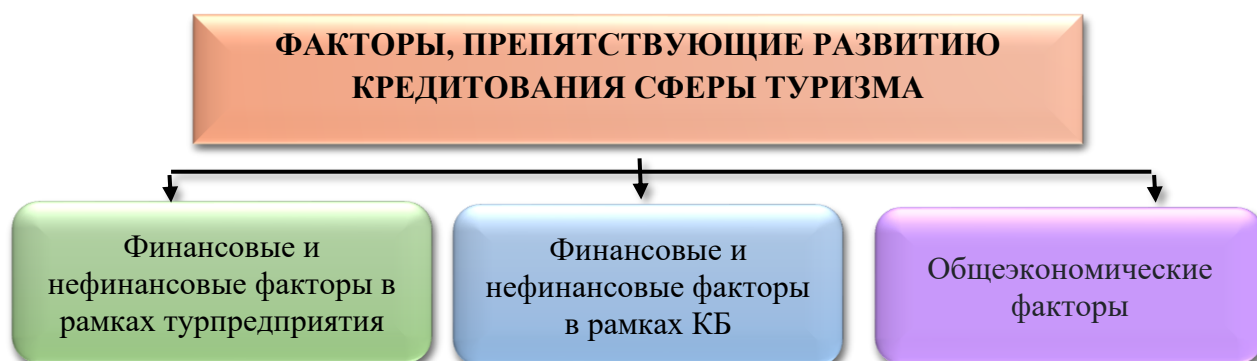 ФАКТОРЫ, ПРЕПЯТСТВУЮЩИЕ РАЗВИТИЮ
КРЕДИТОВАНИЯ СФЕРЫ ТУРИЗМА
Финансовые и
нефинансовые факторы в
рамках турпредприятия
Финансовые и
нефинансовые факторы
в рамках КБ
Общеэкономические
факторы